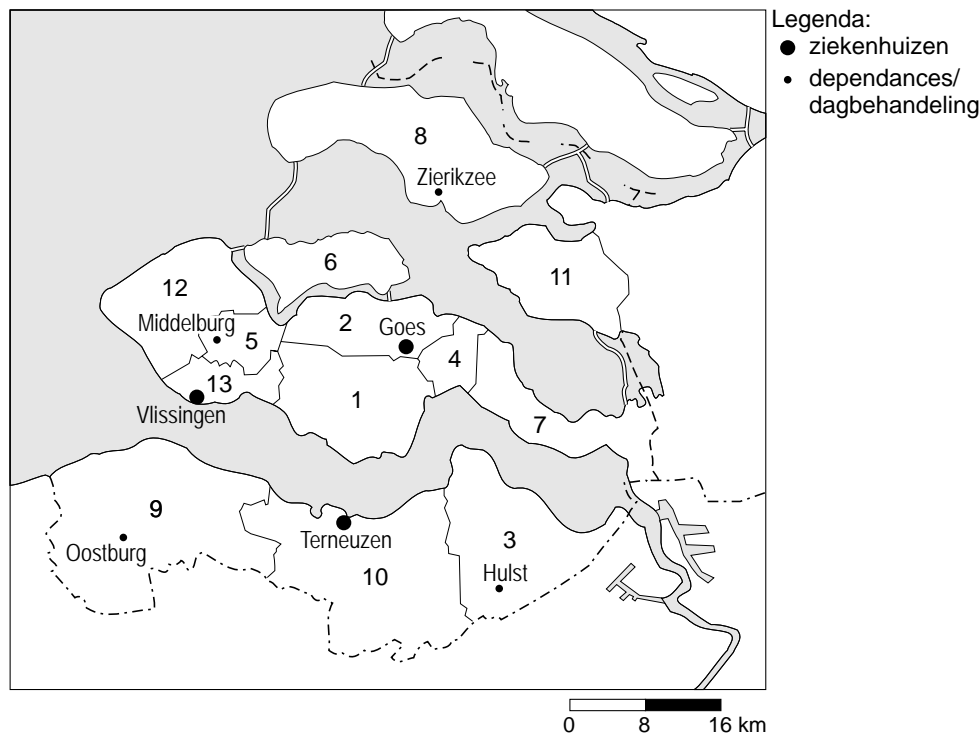 Legenda:
ziekenhuizen
dependances/
dagbehandeling
8
Zierikzee
6
11
12
2
Middelburg
5
Goes
4
13
1
Vlissingen
7
9
Terneuzen
3
Oostburg
10
Hulst
0 8 16 km